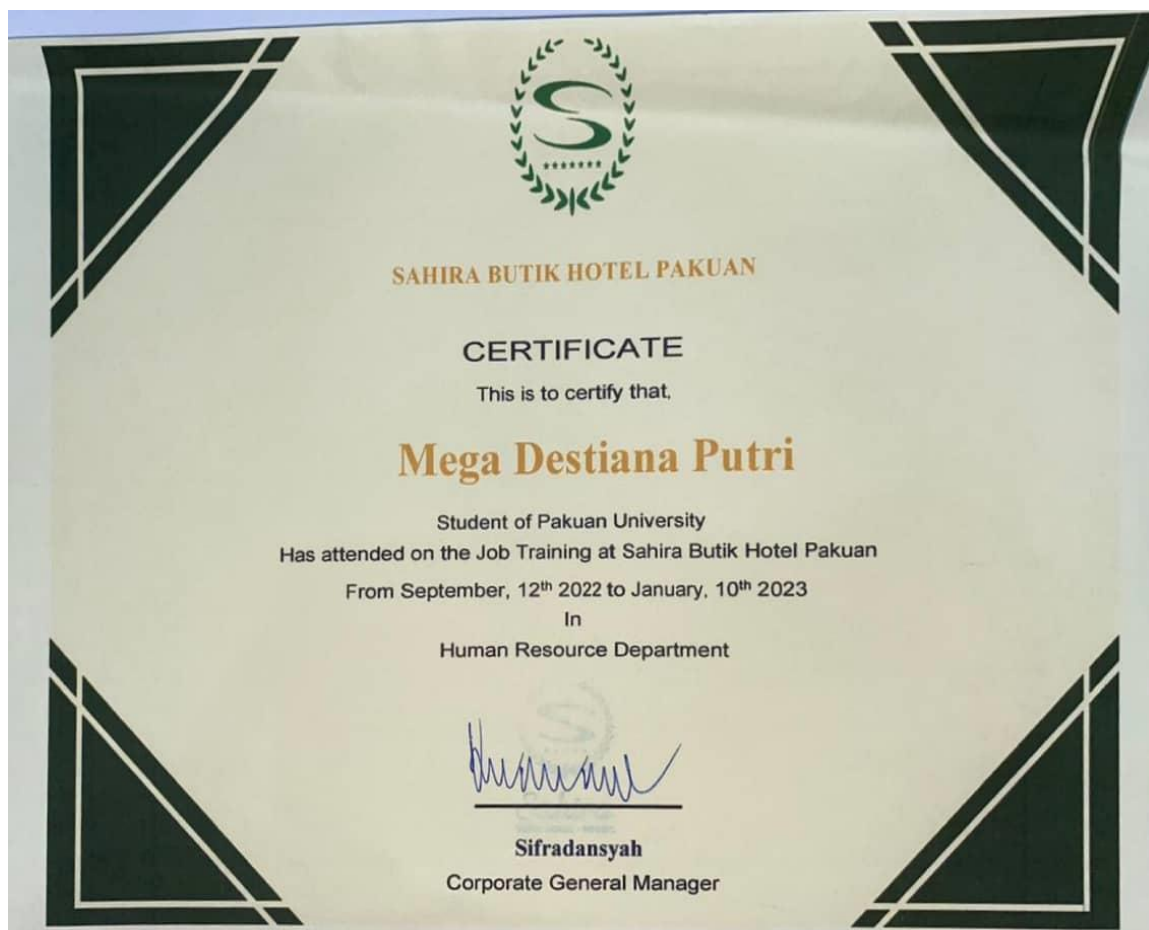 S
SAHIRA BUTIK HOTEL PAKUAN
CERTIFICATE
This is to certify that,
Mega Destiana Putri
Student of Pakuan University
Has attended on the Job Training at Sahira Butik Hotel Pakuan
From September, 12th 2022 to January, 10th 2023
In
Human Resource Department
Sifradansyah
Corporate General Manager